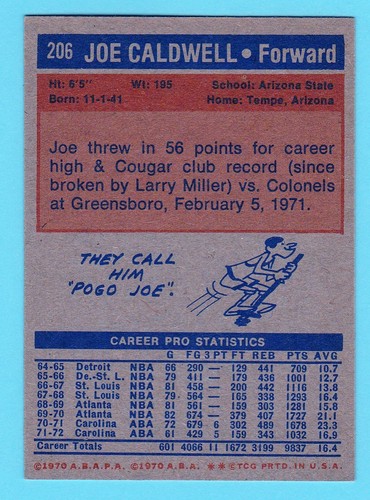 206 JOE CALDWELL • Forward
Ht: 6'5" Wt: 195 School: Arizona State
Born: 11-1-41 Home: Tempe, Arizona
Joe threw in 56 points for career
high & Cougar club record (since
broken by Larry Miller) vs. Colonels
at Greensboro, February 5, 1971.
THEY CALL
HIM
"POGO JOE".
CAREER PRO STATISTICS
G FG 3PT FT REB PTS AVG
64-65 Detroit NBA 66 290 — 129 441 709 10.7
65-66 De.-St. L. NBA 79 411 — 179 436 1001 12.7
66-67 St. Louis NBA 81 458 — 200 442 1116 13.8
67-68 St. Louis NBA 79 564 — 165 338 1293 16.4
68-69 Atlanta NBA 81 561 — 159 303 1281 15.8
69-70 Atlanta NBA 82 674 — 379 407 1727 21.1
70-71 Carolina ABA 72 679 6 302 489 1678 23.3
71-72 Carolina ABA 61 429 5 159 343 1032 16.9
Career Totals 601 4066 11 1672 3199 9837 16.4
©1970 A.B.A.P.A. ©1970 A.B.A. ©T.C.G. PRTD. IN U.S.A.